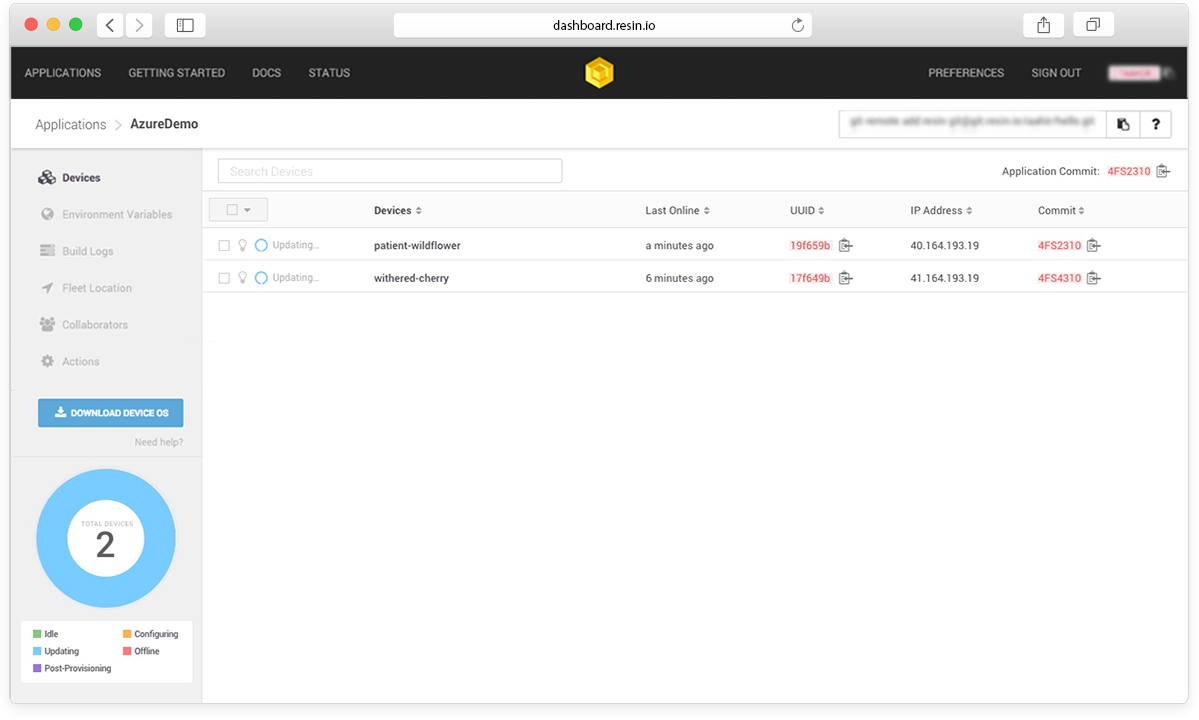 dashboard.resin.io
APPLICATIONS GETTING STARTED DOCS STATUS PREFERENCES SIGN OUT
Applications > AzureDemo ?
Devices
Environment Variables
Build Logs
Fleet Location
Collaborators
Actions
DOWNLOAD DEVICE OS
Need help?
TOTAL DEVICES
2
Idle Configuring
Updating Offline
Post-Provisioning
Search Devices Application Commit: 4FS2310
Devices Last Online UUID IP Address Commit
Updating... patient-wildflower a minutes ago 19f659b 40.164.193.19 4FS2310
Updating... withered-cherry 6 minutes ago 17f649b 41.164.193.19 4FS4310